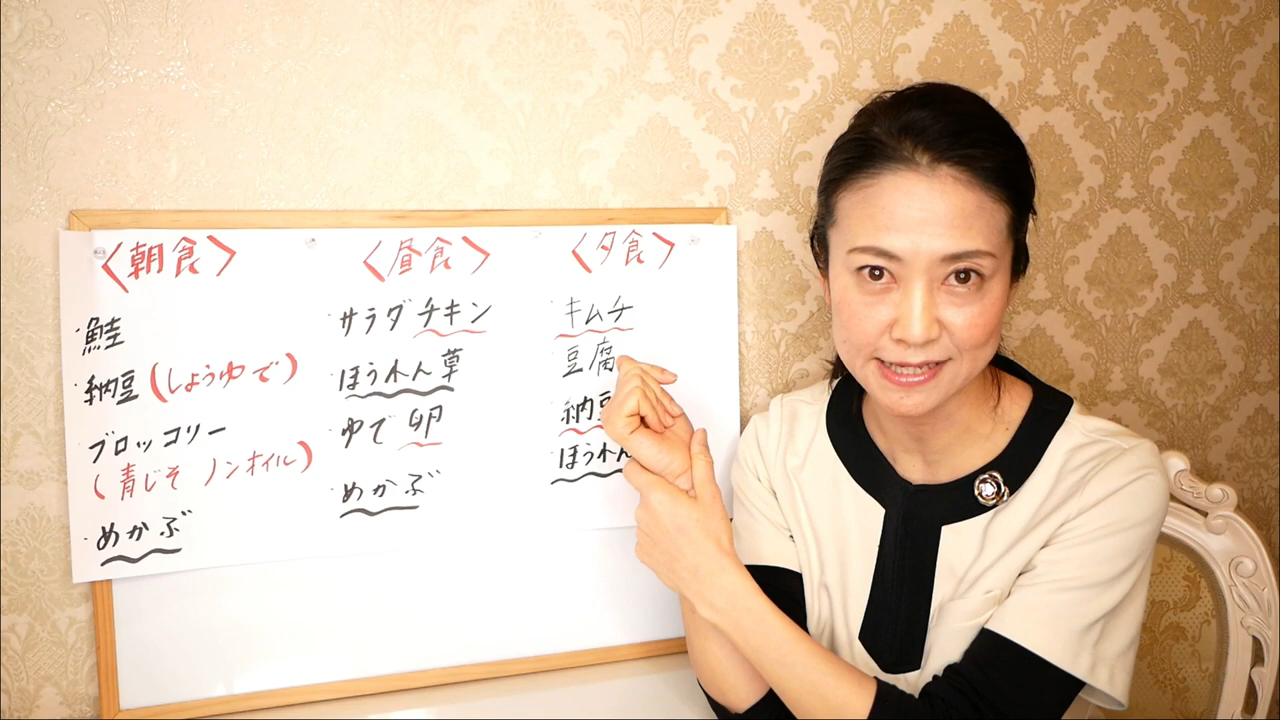 〈朝食〉
・鮭
・納豆(しょうゆで)
・ブロッコリー
(青じそ ノンオイル)
・めかぶ
〈昼食〉
・サラダチキン
・ほうれん草
・ゆで卵
・めかぶ
〈夕食〉
・キムチ
・豆腐
・納豆
・ほうれん